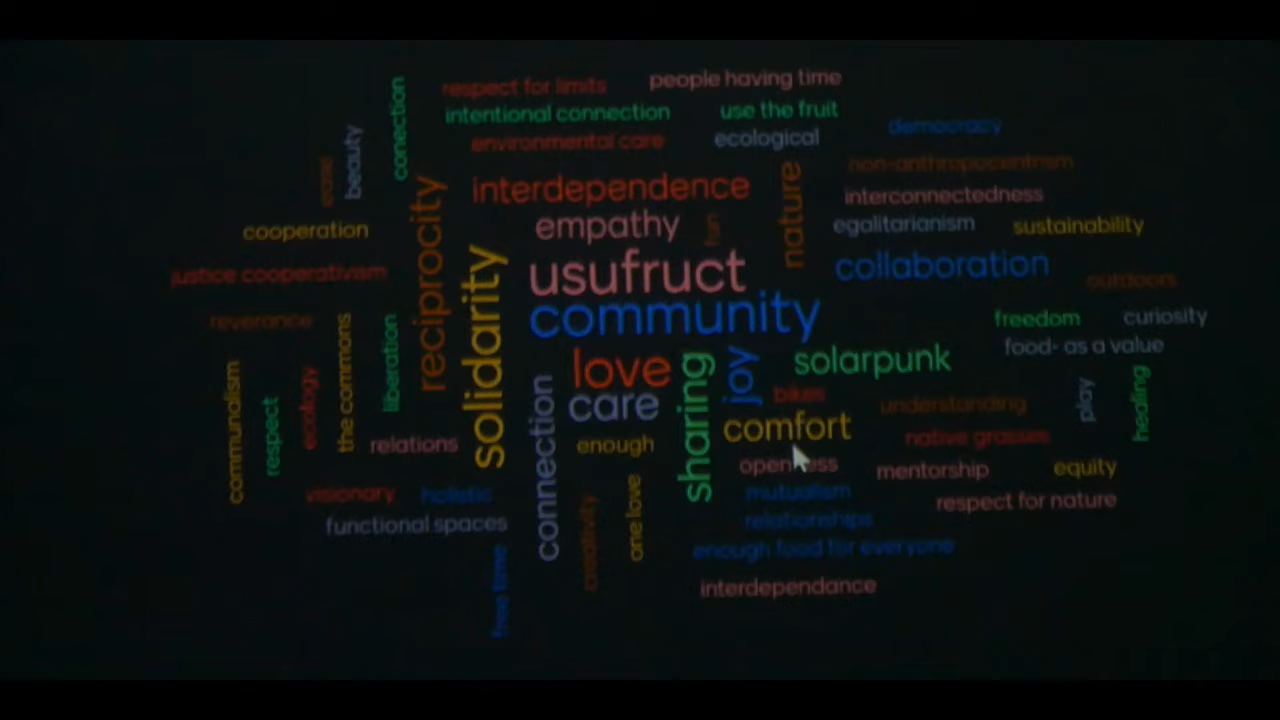 respect for limits
people having time
conection
intentional connection
use the fruit
environmental care
ecological
democracy
ease
beauty
non-anthropocentrism
interdependence
nature
interconnectedness
reciprocity
empathy
fun
egalitarianism
sustainability
cooperation
usufruct
collaboration
justice cooperativism
solidarity
outdoors
community
reverance
freedom
curiosity
the commons
liberation
love
sharing
joy
solarpunk
food- as a value
communalism
respect
ecology
care
bikes
understanding
play
healing
connection
comfort
relations
enough
native grasses
openness
mentorship
equity
visionary
holistic
creativity
one love
mutualism
respect for nature
functional spaces
relationships
enough food for everyone
free time
interdependance